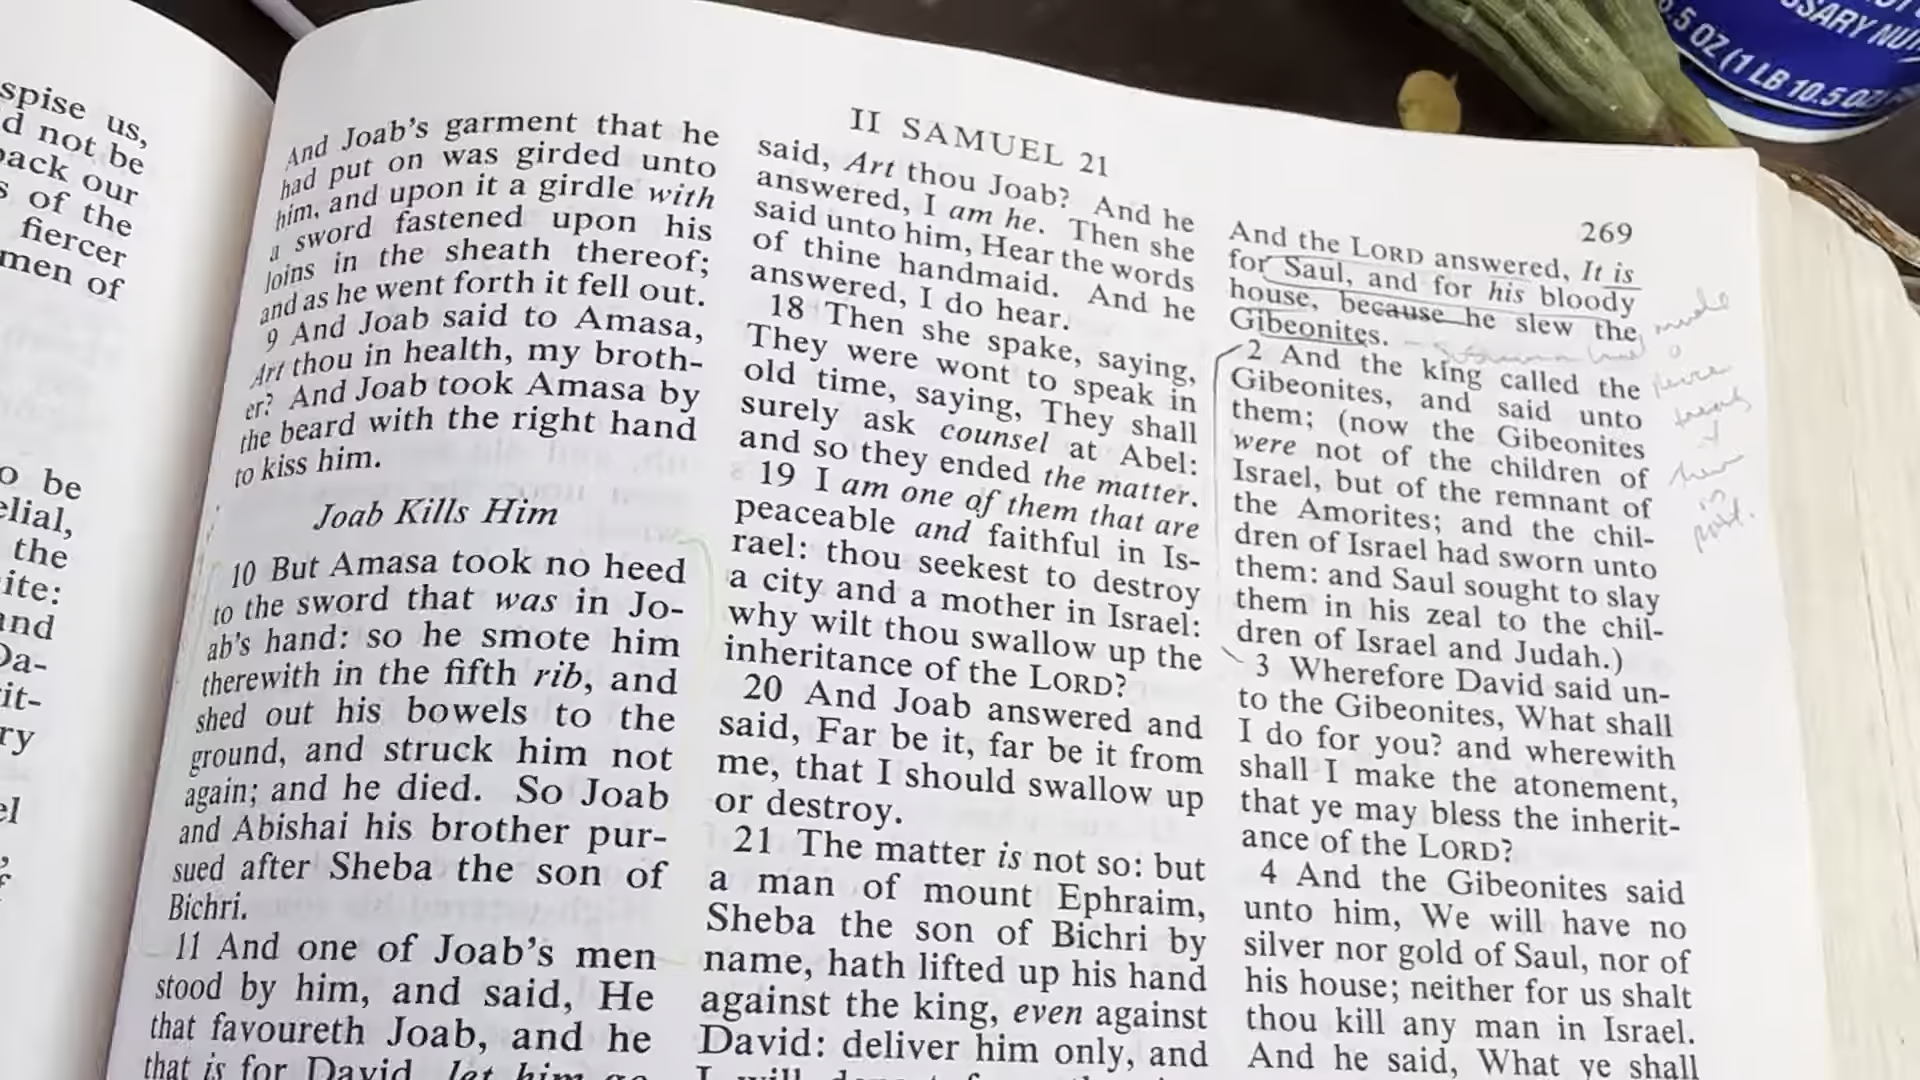 spise us,
d not be
back our
s of the
fiercer
men of
o be
elial,
the
ite:
and
Da-
it-
ry
el
II SAMUEL 21
269
And Joab's garment that he
had put on was girded unto
him, and upon it a girdle with
a sword fastened upon his
loins in the sheath thereof;
and as he went forth it fell out.
9 And Joab said to Amasa,
Art thou in health, my broth-
er? And Joab took Amasa by
the beard with the right hand
to kiss him.
Joab Kills Him
10 But Amasa took no heed
to the sword that was in Jo-
ab's hand: so he smote him
therewith in the fifth rib, and
shed out his bowels to the
ground, and struck him not
again; and he died. So Joab
and Abishai his brother pur-
sued after Sheba the son of
Bichri.
11 And one of Joab's men
stood by him, and said, He
that favoureth Joab, and he
that is for David, let him go
said, Art thou Joab? And he
answered, I am he. Then she
said unto him, Hear the words
of thine handmaid. And he
answered, I do hear.
18 Then she spake, saying,
They were wont to speak in
old time, saying, They shall
surely ask counsel at Abel:
and so they ended the matter.
19 I am one of them that are
peaceable and faithful in Is-
rael: thou seekest to destroy
a city and a mother in Israel:
why wilt thou swallow up the
inheritance of the LORD?
20 And Joab answered and
said, Far be it, far be it from
me, that I should swallow up
or destroy.
21 The matter is not so: but
a man of mount Ephraim,
Sheba the son of Bichri by
name, hath lifted up his hand
against the king, even against
David: deliver him only, and
And the LORD answered, It is
for Saul, and for his bloody
house, because he slew the
Gibeonites.
2 And the king called the
Gibeonites, and said unto
them; (now the Gibeonites
were not of the children of
Israel, but of the remnant of
the Amorites; and the chil-
dren of Israel had sworn unto
them: and Saul sought to slay
them in his zeal to the chil-
dren of Israel and Judah.)
3 Wherefore David said un-
to the Gibeonites, What shall
I do for you? and wherewith
shall I make the atonement,
that ye may bless the inherit-
ance of the LORD?
4 And the Gibeonites said
unto him, We will have no
silver nor gold of Saul, nor of
his house; neither for us shalt
thou kill any man in Israel.
And he said, What ye shall
made
a
in
past.
.5 OZ (1 LB 10.5 OZ)